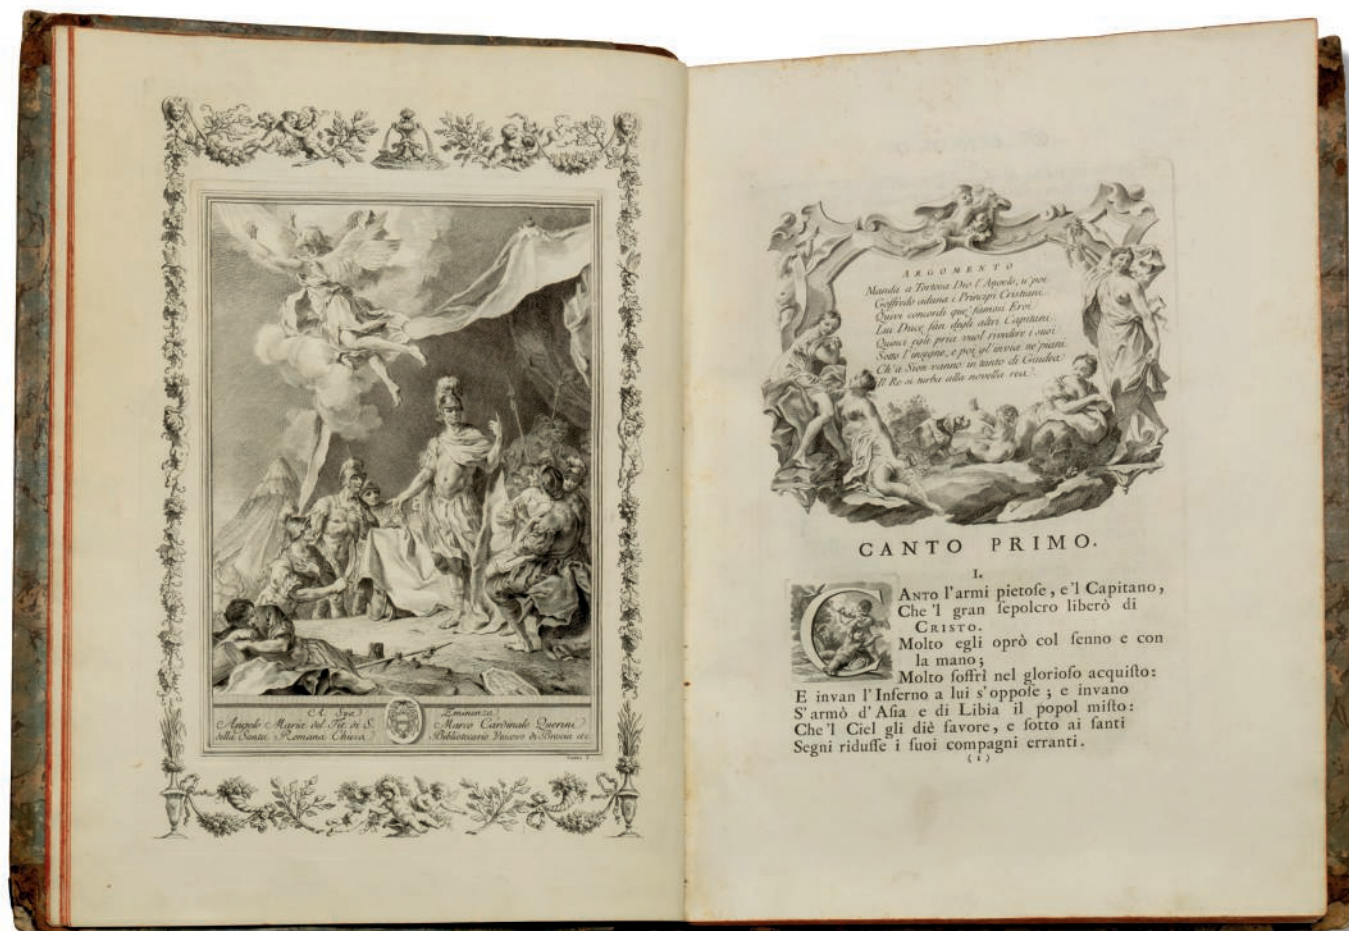 A Sua Eminenza
Angelo Maria del Tit. di S. Marco Cardinale Querini
della Santa Romana Chiesa Bibliotecario Vescovo di Brescia etc.
ARGOMENTO
Manda a Tortosa Dio l'Angelo, u' poi
Goffredo aduna i Principi Cristiani.
Quivi concordi que' famosi Eroi
Lui Duce fan degli altri Capitani.
Quinci egli pria vuol rivedere i suoi
Sotto l'insegne, e poi gl'invia ne' piani
Ch'a Sion vanno: in tanto di Giudea
Il Re si turba alla novella rea.
CANTO PRIMO.
I.
CANTO l'armi pietoſe, e 'l Capitano,
Che 'l gran ſepolcro liberò di
CRISTO.
Molto egli oprò col ſenno e con
la mano;
Molto ſoffrì nel glorioſo acquiſto:
E invan l'Inferno a lui s'oppoſe; e invano
S'armò d'Aſia e di Libia il popol miſto:
Che 'l Ciel gli diè favore, e ſotto ai ſanti
Segni riduſſe i ſuoi compagni erranti.
(1)